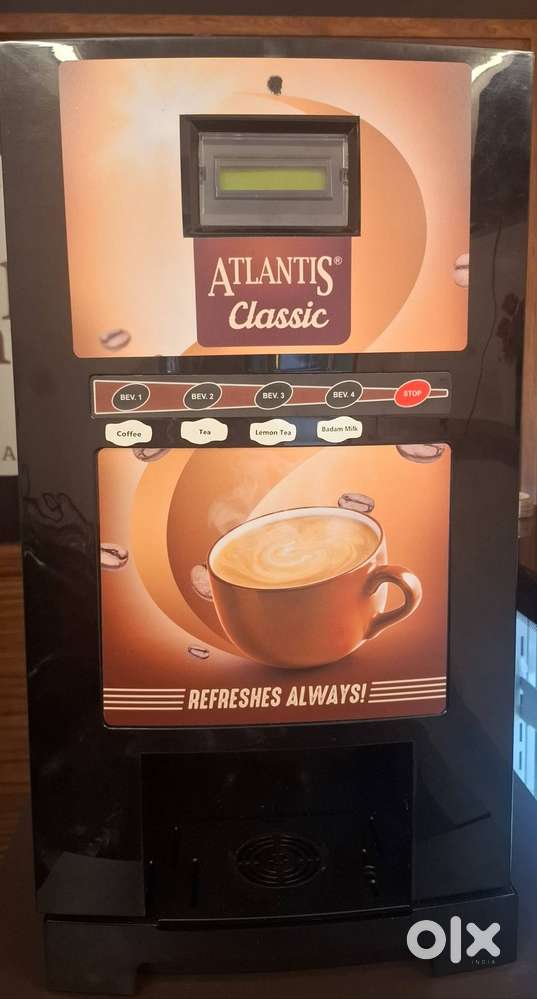 ATLANTIS®
Classic
BEV. 1 BEV. 2 BEV. 3 BEV. 4 STOP
Coffee Tea Lemon Tea Badam Milk
REFRESHES ALWAYS!
olx
INDIA